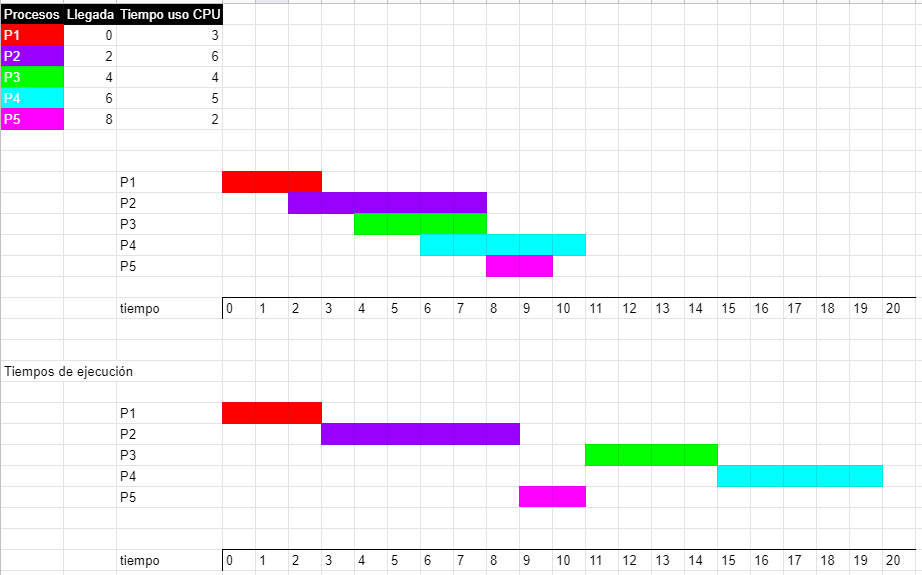 Procesos Llegada Tiempo uso CPU
P1 0 3
P2 2 6
P3 4 4
P4 6 5
P5 8 2
P1
P2
P3
P4
P5
tiempo 0 1 2 3 4 5 6 7 8 9 10 11 12 13 14 15 16 17 18 19 20
Tiempos de ejecución
P1
P2
P3
P4
P5
tiempo 0 1 2 3 4 5 6 7 8 9 10 11 12 13 14 15 16 17 18 19 20